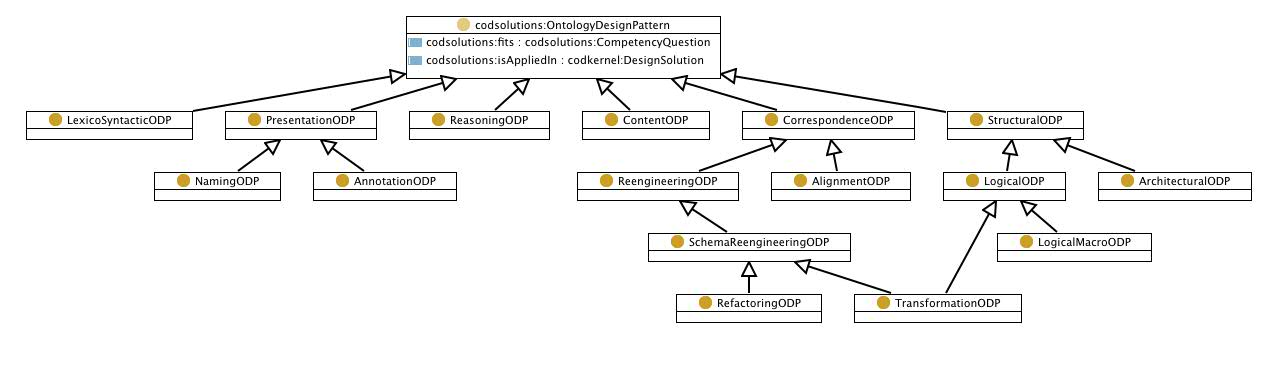 codsolutions:OntologyDesignPattern
codsolutions:fits : codsolutions:CompetencyQuestion
codsolutions:isAppliedIn : codkernel:DesignSolution
LexicoSyntacticODP
PresentationODP
ReasoningODP
ContentODP
CorrespondenceODP
StructuralODP
NamingODP
AnnotationODP
ReengineeringODP
AlignmentODP
LogicalODP
ArchitecturalODP
SchemaReengineeringODP
LogicalMacroODP
RefactoringODP
TransformationODP